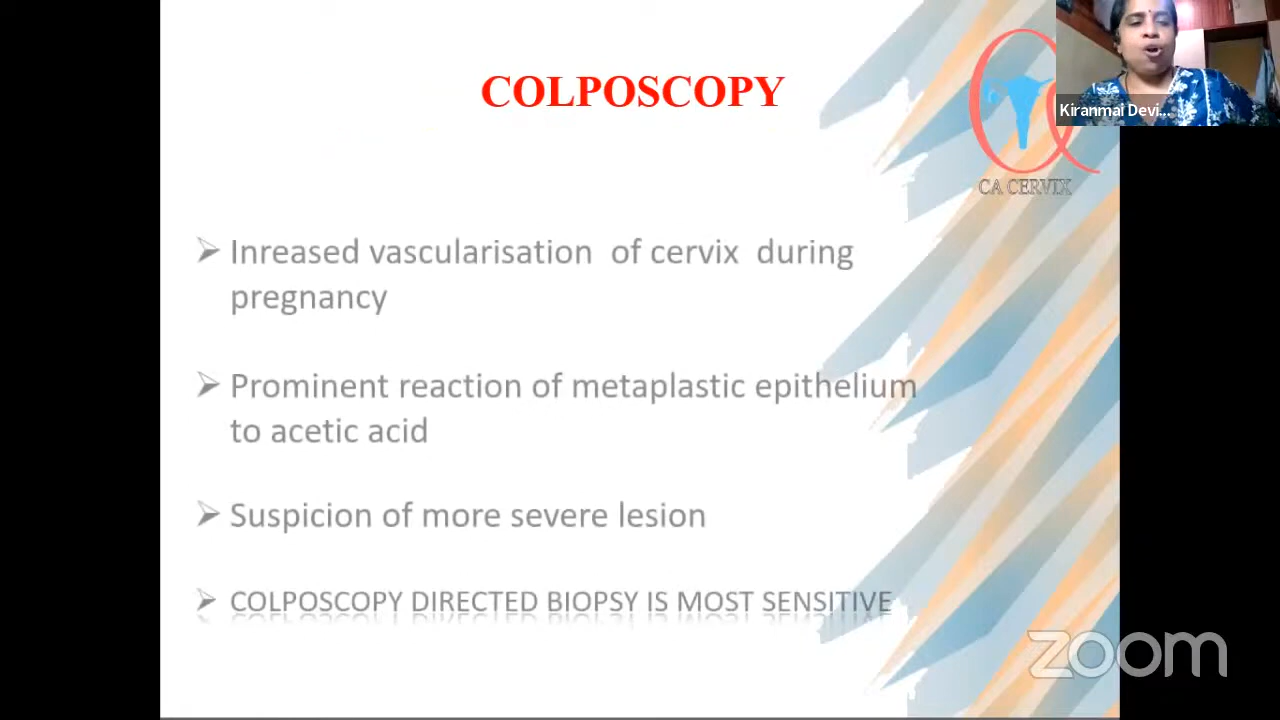 COLPOSCOPY
Kiranmai Devi...
CA CERVIX
Inreased vascularisation of cervix during
pregnancy
Prominent reaction of metaplastic epithelium
to acetic acid
Suspicion of more severe lesion
COLPOSCOPY DIRECTED BIOPSY IS MOST SENSITIVE
zoom